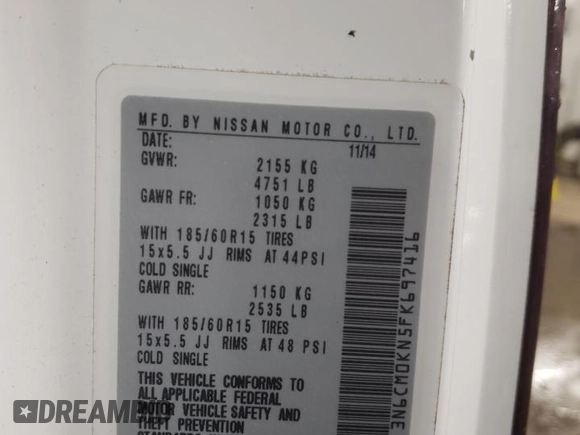 MFD. BY NISSAN MOTOR CO., LTD.
DATE: 11/14
GVWR: 2155 KG
4751 LB
GAWR FR: 1050 KG
2315 LB
WITH 185/60R15 TIRES
15x5.5 JJ RIMS AT 44PSI
COLD SINGLE
GAWR RR: 1150 KG
2535 LB
WITH 185/60R15 TIRES
15x5.5 JJ RIMS AT 48 PSI
COLD SINGLE
THIS VEHICLE CONFORMS TO
ALL APPLICABLE FEDERAL
MOTOR VEHICLE SAFETY AND
THEFT PREVENTION
3N6CM0KN5FK697416